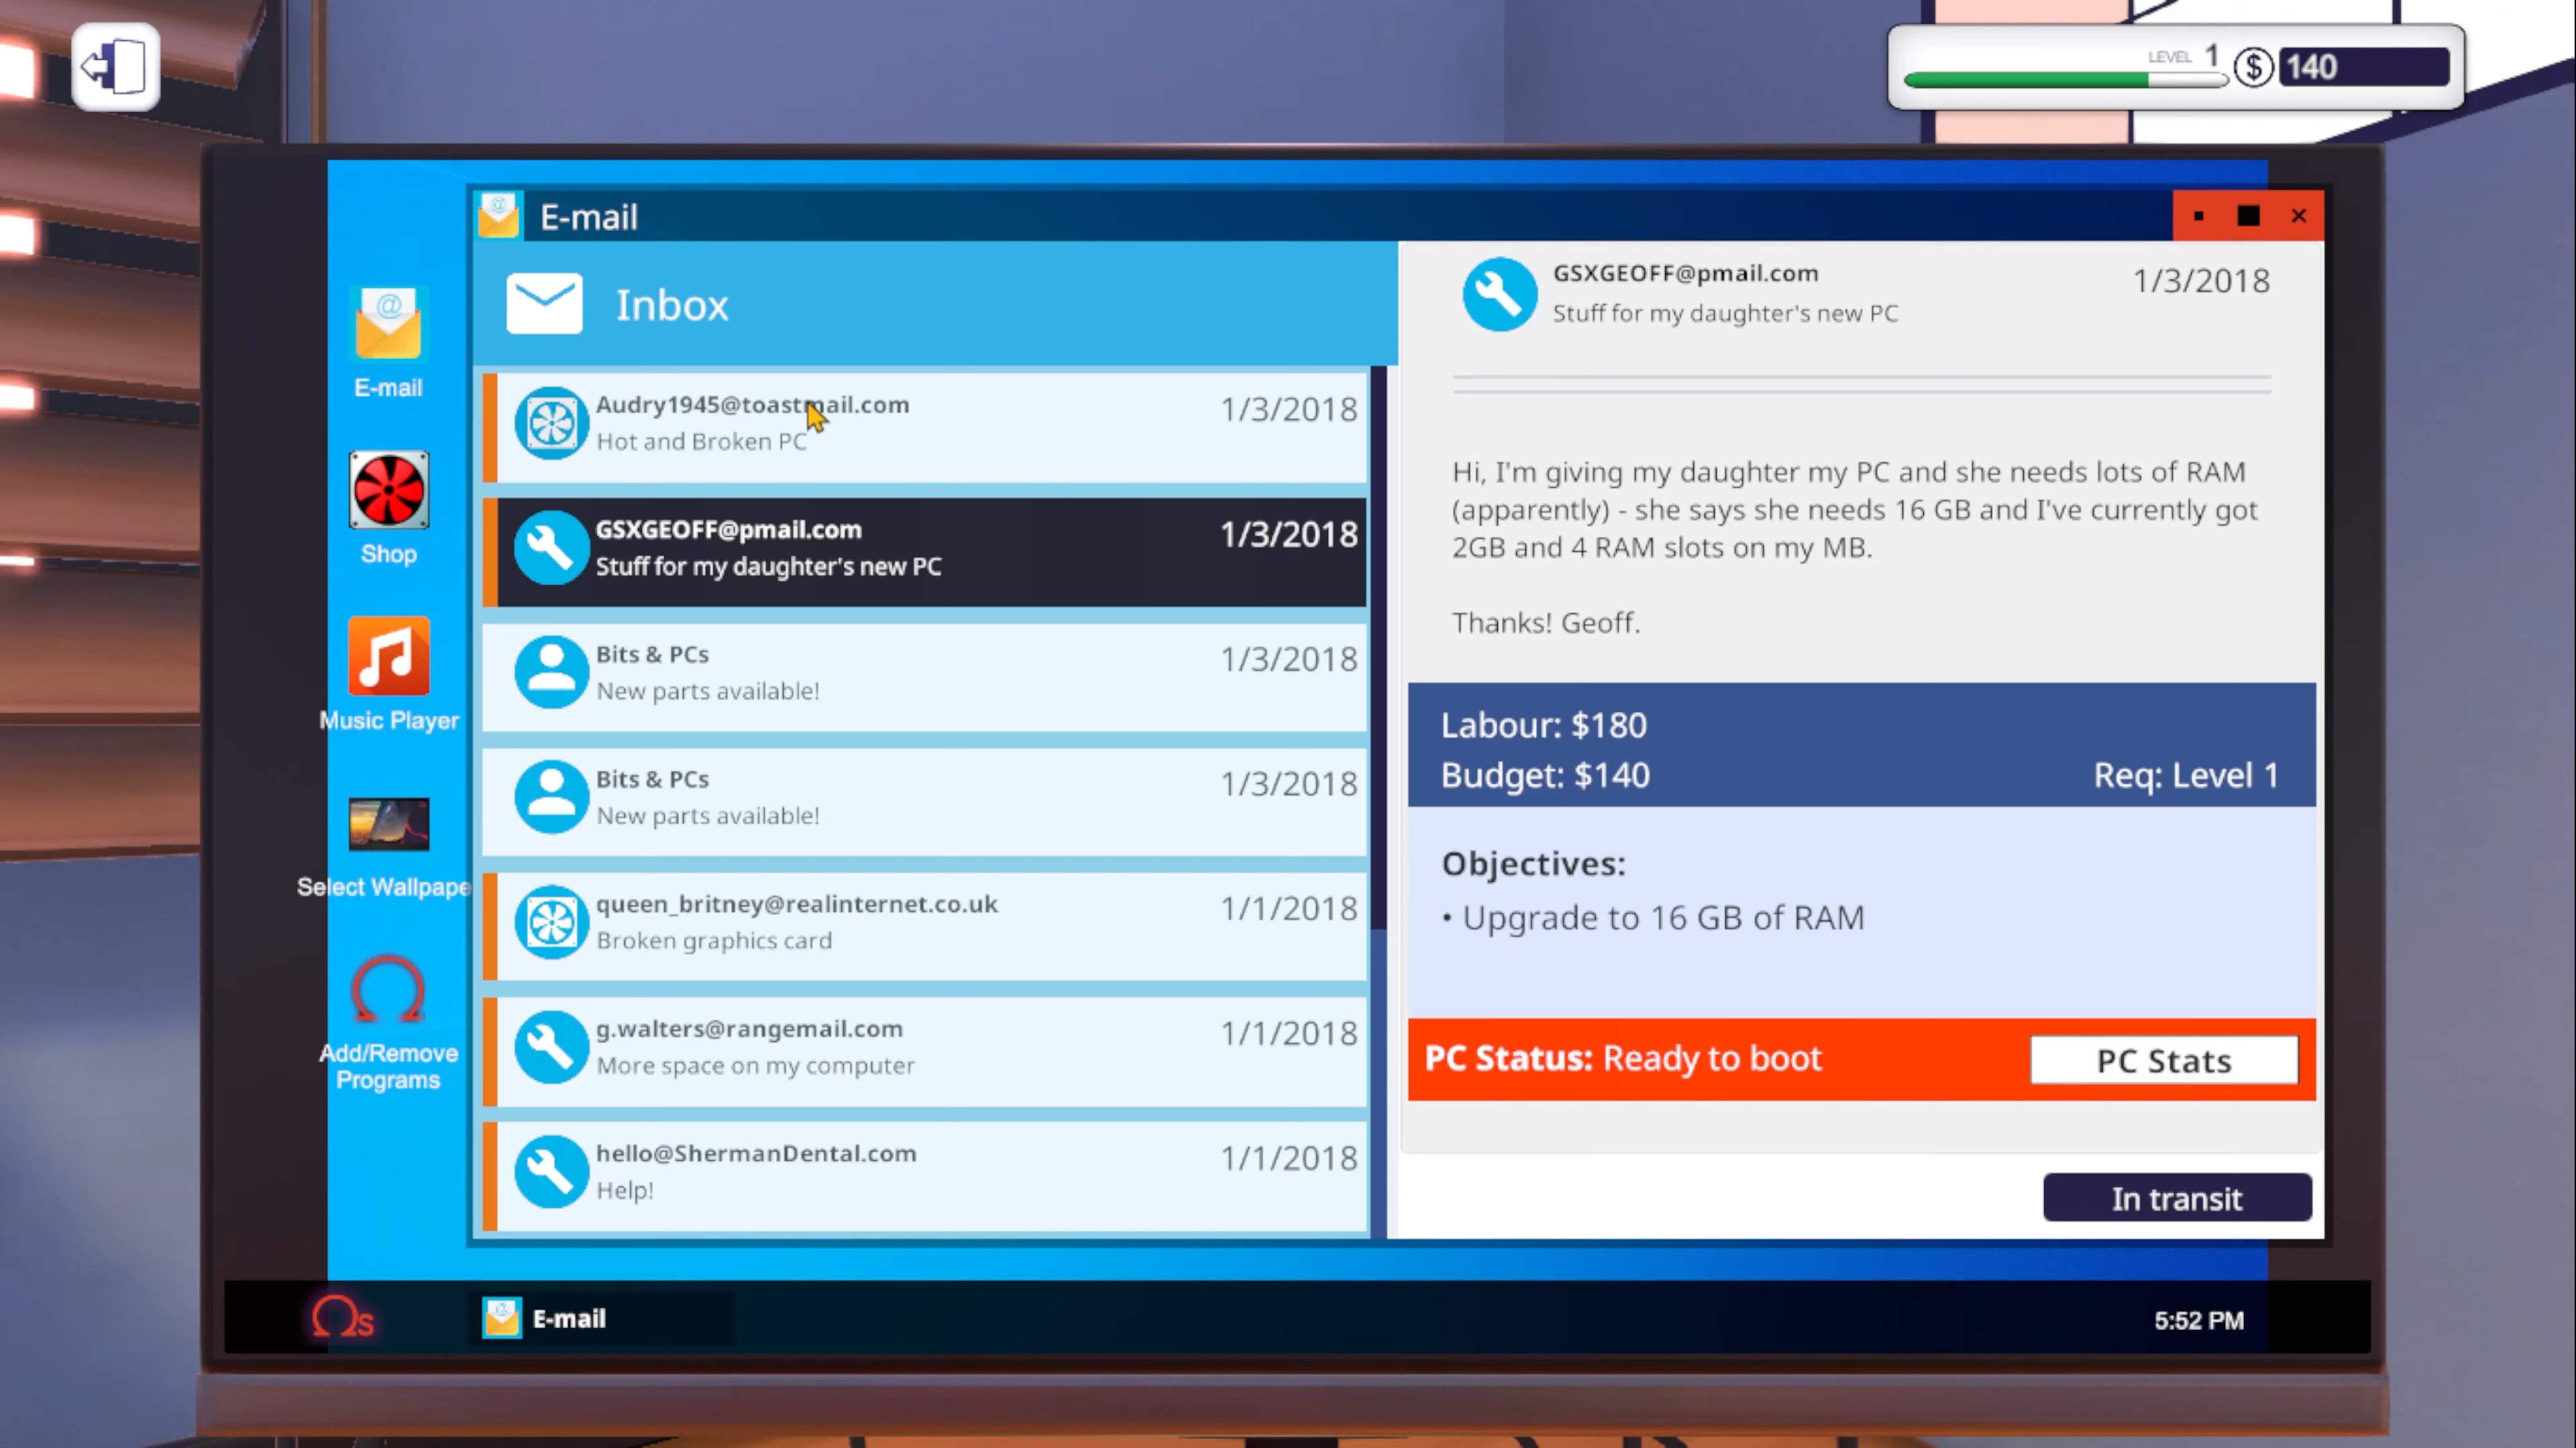 LEVEL 1
$ 140
E-mail
Inbox
E-mail
Shop
Music Player
Select Wallpape
Add/Remove
Programs
Audry1945@toastmail.com
1/3/2018
Hot and Broken PC
GSXGEOFF@pmail.com
1/3/2018
Stuff for my daughter's new PC
Bits & PCs
1/3/2018
New parts available!
Bits & PCs
1/3/2018
New parts available!
queen_britney@realinternet.co.uk
1/1/2018
Broken graphics card
g.walters@rangemail.com
1/1/2018
More space on my computer
hello@ShermanDental.com
1/1/2018
Help!
GSXGEOFF@pmail.com
1/3/2018
Stuff for my daughter's new PC
Hi, I'm giving my daughter my PC and she needs lots of RAM
(apparently) - she says she needs 16 GB and I've currently got
2GB and 4 RAM slots on my MB.
Thanks! Geoff.
Labour: $180
Budget: $140
Req: Level 1
Objectives:
• Upgrade to 16 GB of RAM
PC Status: Ready to boot
PC Stats
In transit
Ωs
E-mail
5:52 PM